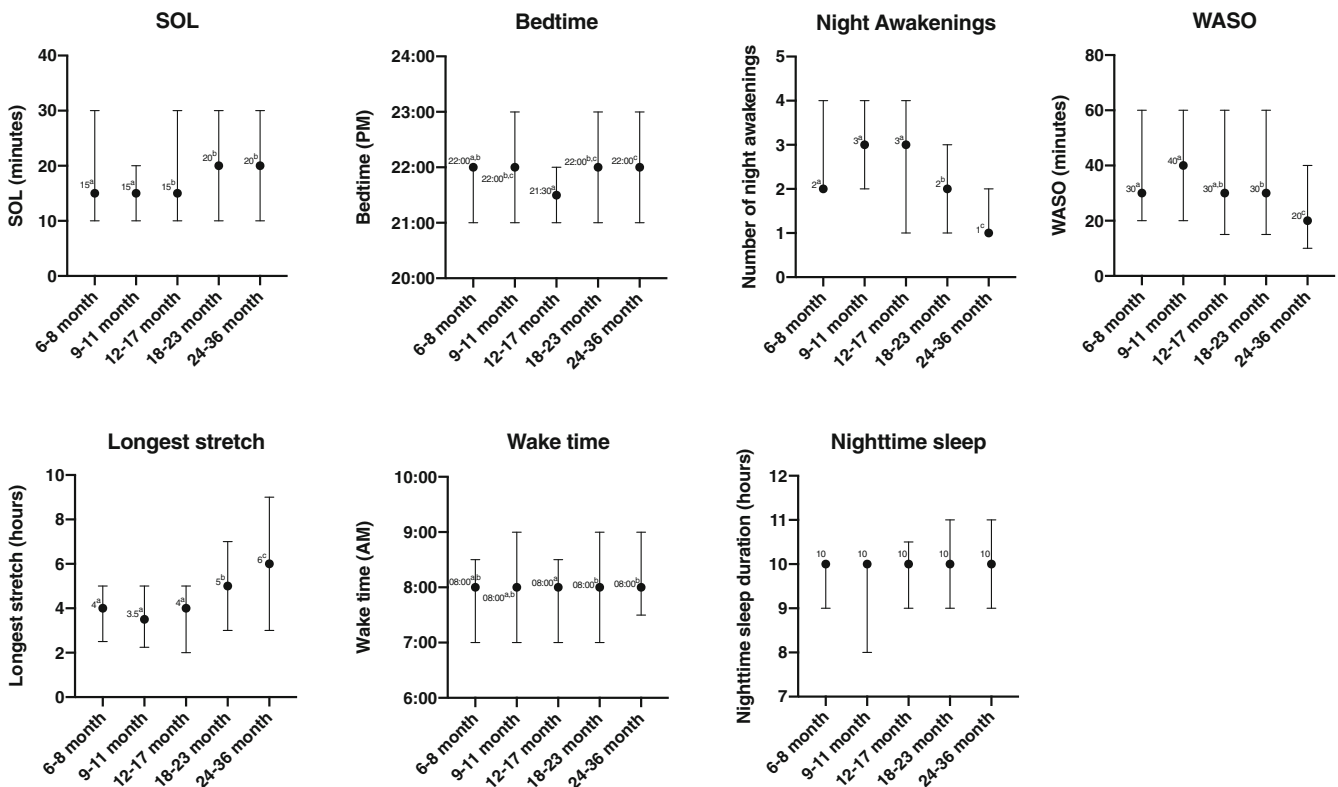 SOL
SOL (minutes)
40
30
20
10
0
15a
15a
15b
20b
20b
6-8 month
9-11 month
12-17 month
18-23 month
24-36 month
Bedtime
Bedtime (PM)
24:00
23:00
22:00
21:00
20:00
22:00a,b
22:00b,c
21:30a
22:00b,c
22:00c
6-8 month
9-11 month
12-17 month
18-23 month
24-36 month
Night Awakenings
Number of night awakenings
5
4
3
2
1
0
2a
3a
3a
2b
1c
6-8 month
9-11 month
12-17 month
18-23 month
24-36 month
WASO
WASO (minutes)
80
60
40
20
0
30a
40a
30a,b
30b
20c
6-8 month
9-11 month
12-17 month
18-23 month
24-36 month
Longest stretch
Longest stretch (hours)
10
8
6
4
2
0
4a
3.5a
4a
5b
6c
6-8 month
9-11 month
12-17 month
18-23 month
24-36 month
Wake time
Wake time (AM)
10:00
9:00
8:00
7:00
6:00
08:00a,b
08:00a,b
08:00a
08:00b
08:00b
6-8 month
9-11 month
12-17 month
18-23 month
24-36 month
Nighttime sleep
Nighttime sleep duration (hours)
12
11
10
9
8
7
10
10
10
10
10
6-8 month
9-11 month
12-17 month
18-23 month
24-36 month